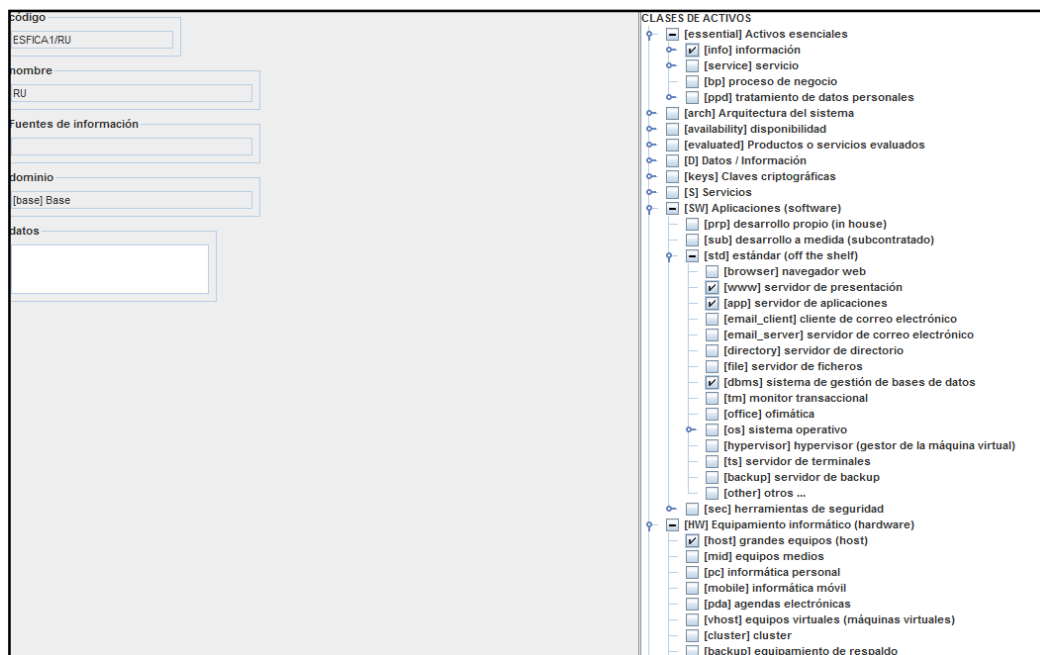 código
ESFICA1/RU
nombre
RU
Fuentes de información
dominio
[base] Base
datos
CLASES DE ACTIVOS
[essential] Activos esenciales
[info] información
[service] servicio
[bp] proceso de negocio
[ppd] tratamiento de datos personales
[arch] Arquitectura del sistema
[availability] disponibilidad
[evaluated] Productos o servicios evaluados
[D] Datos / Información
[keys] Claves criptográficas
[S] Servicios
[SW] Aplicaciones (software)
[prp] desarrollo propio (in house)
[sub] desarrollo a medida (subcontratado)
[std] estándar (off the shelf)
[browser] navegador web
[www] servidor de presentación
[app] servidor de aplicaciones
[email_client] cliente de correo electrónico
[email_server] servidor de correo electrónico
[directory] servidor de directorio
[file] servidor de ficheros
[dbms] sistema de gestión de bases de datos
[tm] monitor transaccional
[office] ofimática
[os] sistema operativo
[hypervisor] hypervisor (gestor de la máquina virtual)
[ts] servidor de terminales
[backup] servidor de backup
[other] otros ...
[sec] herramientas de seguridad
[HW] Equipamiento informático (hardware)
[host] grandes equipos (host)
[mid] equipos medios
[pc] informática personal
[mobile] informática móvil
[pda] agendas electrónicas
[vhost] equipos virtuales (máquinas virtuales)
[cluster] cluster
[backup] equipamiento de respaldo